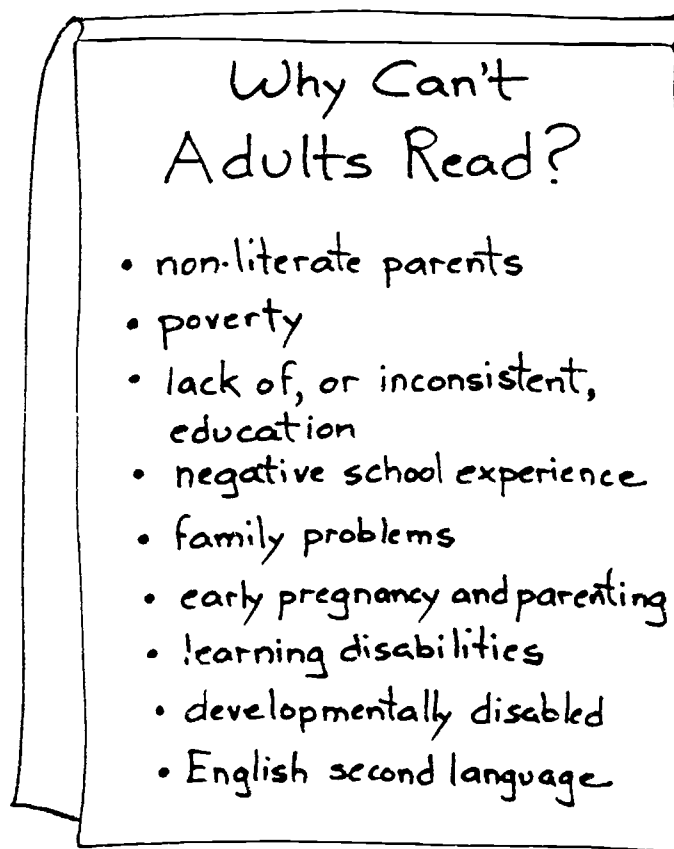 Why Can't
Adults Read?
• non-literate parents
• poverty
• lack of, or inconsistent,
education
• negative school experience
• family problems
• early pregnancy and parenting
• learning disabilities
• developmentally disabled
• English second language